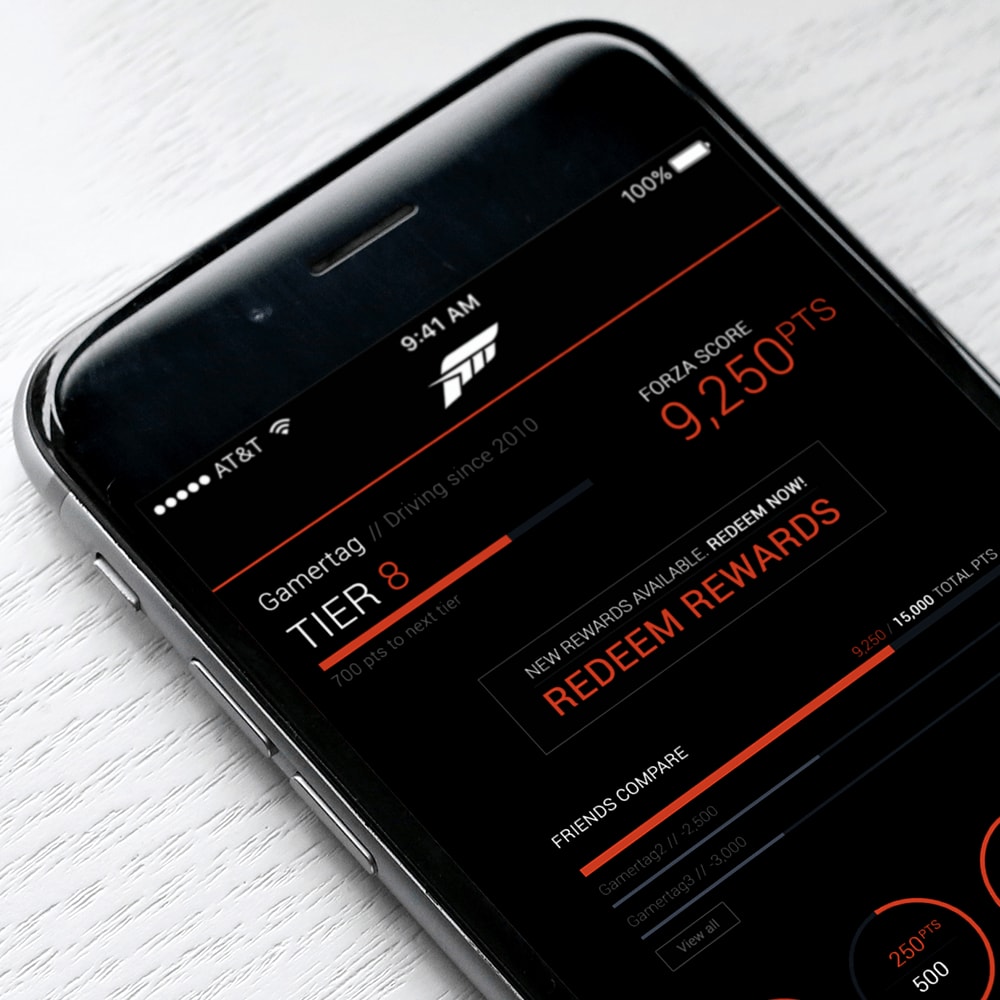 ●●●●● AT&T 9:41 AM 100%
Gamertag // Driving since 2010
TIER 8
700 pts to next tier
FORZA SCORE
9,250PTS
NEW REWARDS AVAILABLE. REDEEM NOW!
REDEEM REWARDS
FRIENDS COMPARE
9,250 / 15,000 TOTAL PTS
Gamertag2 // -2,500
Gamertag3 // -3,000
View all
250PTS
500